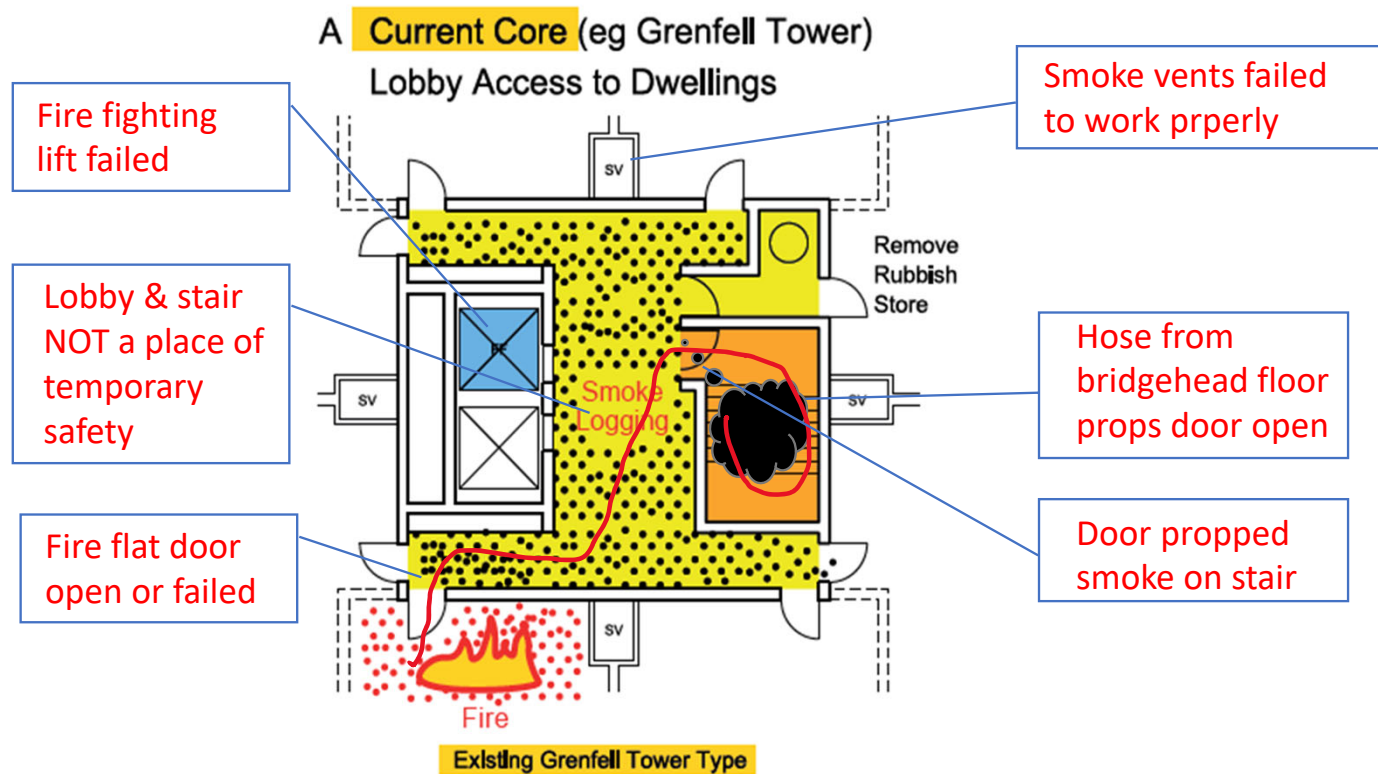 A Current Core (eg Grenfell Tower)
Lobby Access to Dwellings
Fire fighting
lift failed
Smoke vents failed
to work prperly
SV
FF
Remove
Rubbish
Store
Lobby & stair
NOT a place of
temporary
safety
Hose from
bridgehead floor
props door open
SV
Smoke
Logging
SV
Fire flat door
open or failed
Door propped
smoke on stair
SV
Fire
Existing Grenfell Tower Type